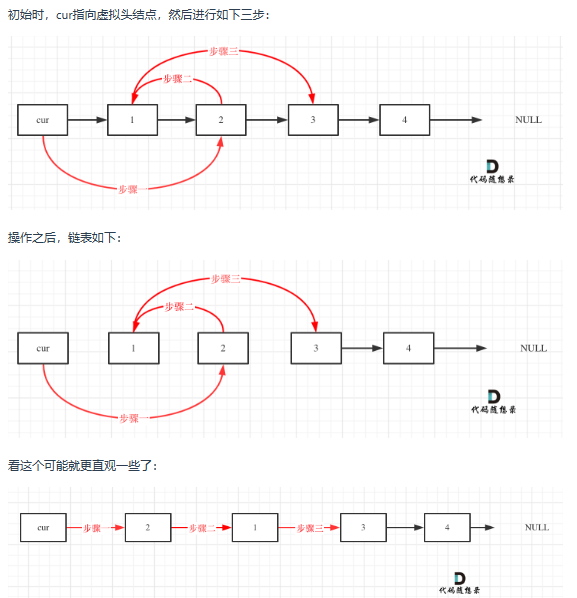 初始时，cur指向虚拟头结点，然后进行如下三步：
步骤三
步骤二
cur
1
2
3
4
NULL
步骤一
代码随想录
操作之后，链表如下：
步骤三
步骤二
cur
1
2
3
4
NULL
步骤一
代码随想录
看这个可能就更直观一些了：
cur
步骤一
2
步骤二
1
步骤三
3
4
NULL
代码随想录